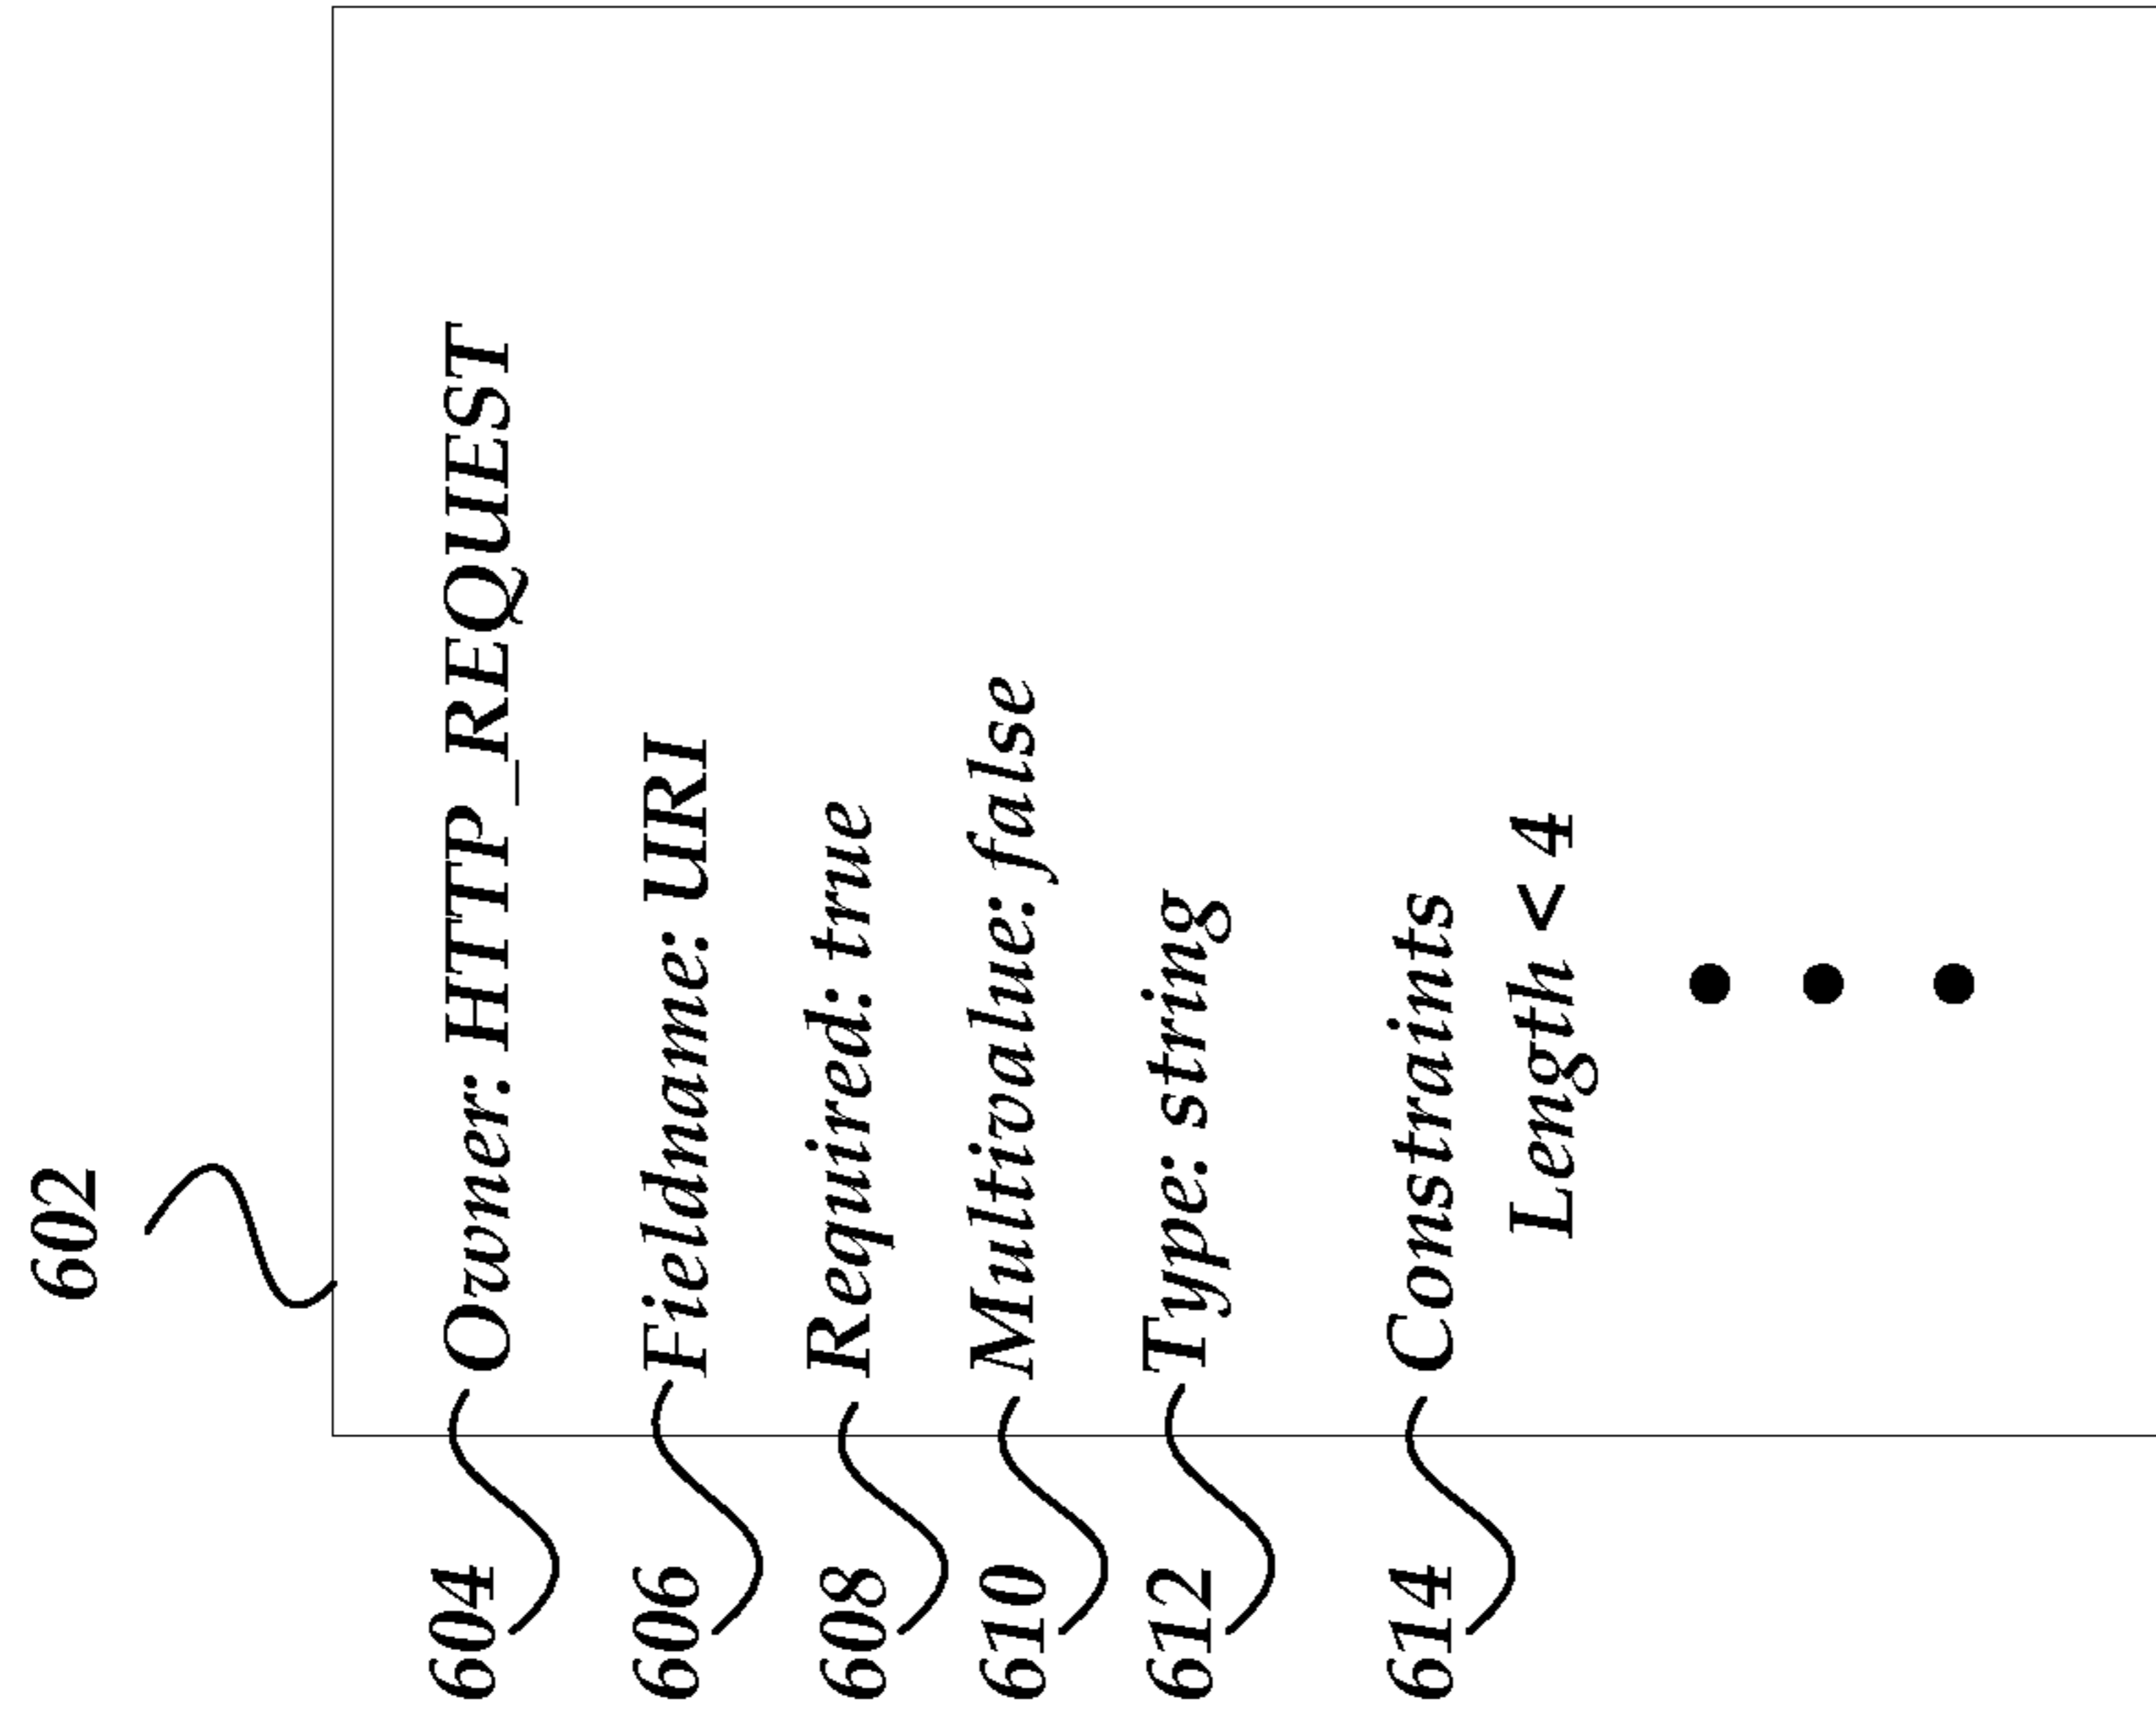 602
604 Owner: HTTP_REQUEST
606 Fieldname: URI
608 Required: true
610 Multivalue: false
612 Type: string
614 Constraints
Length < 4